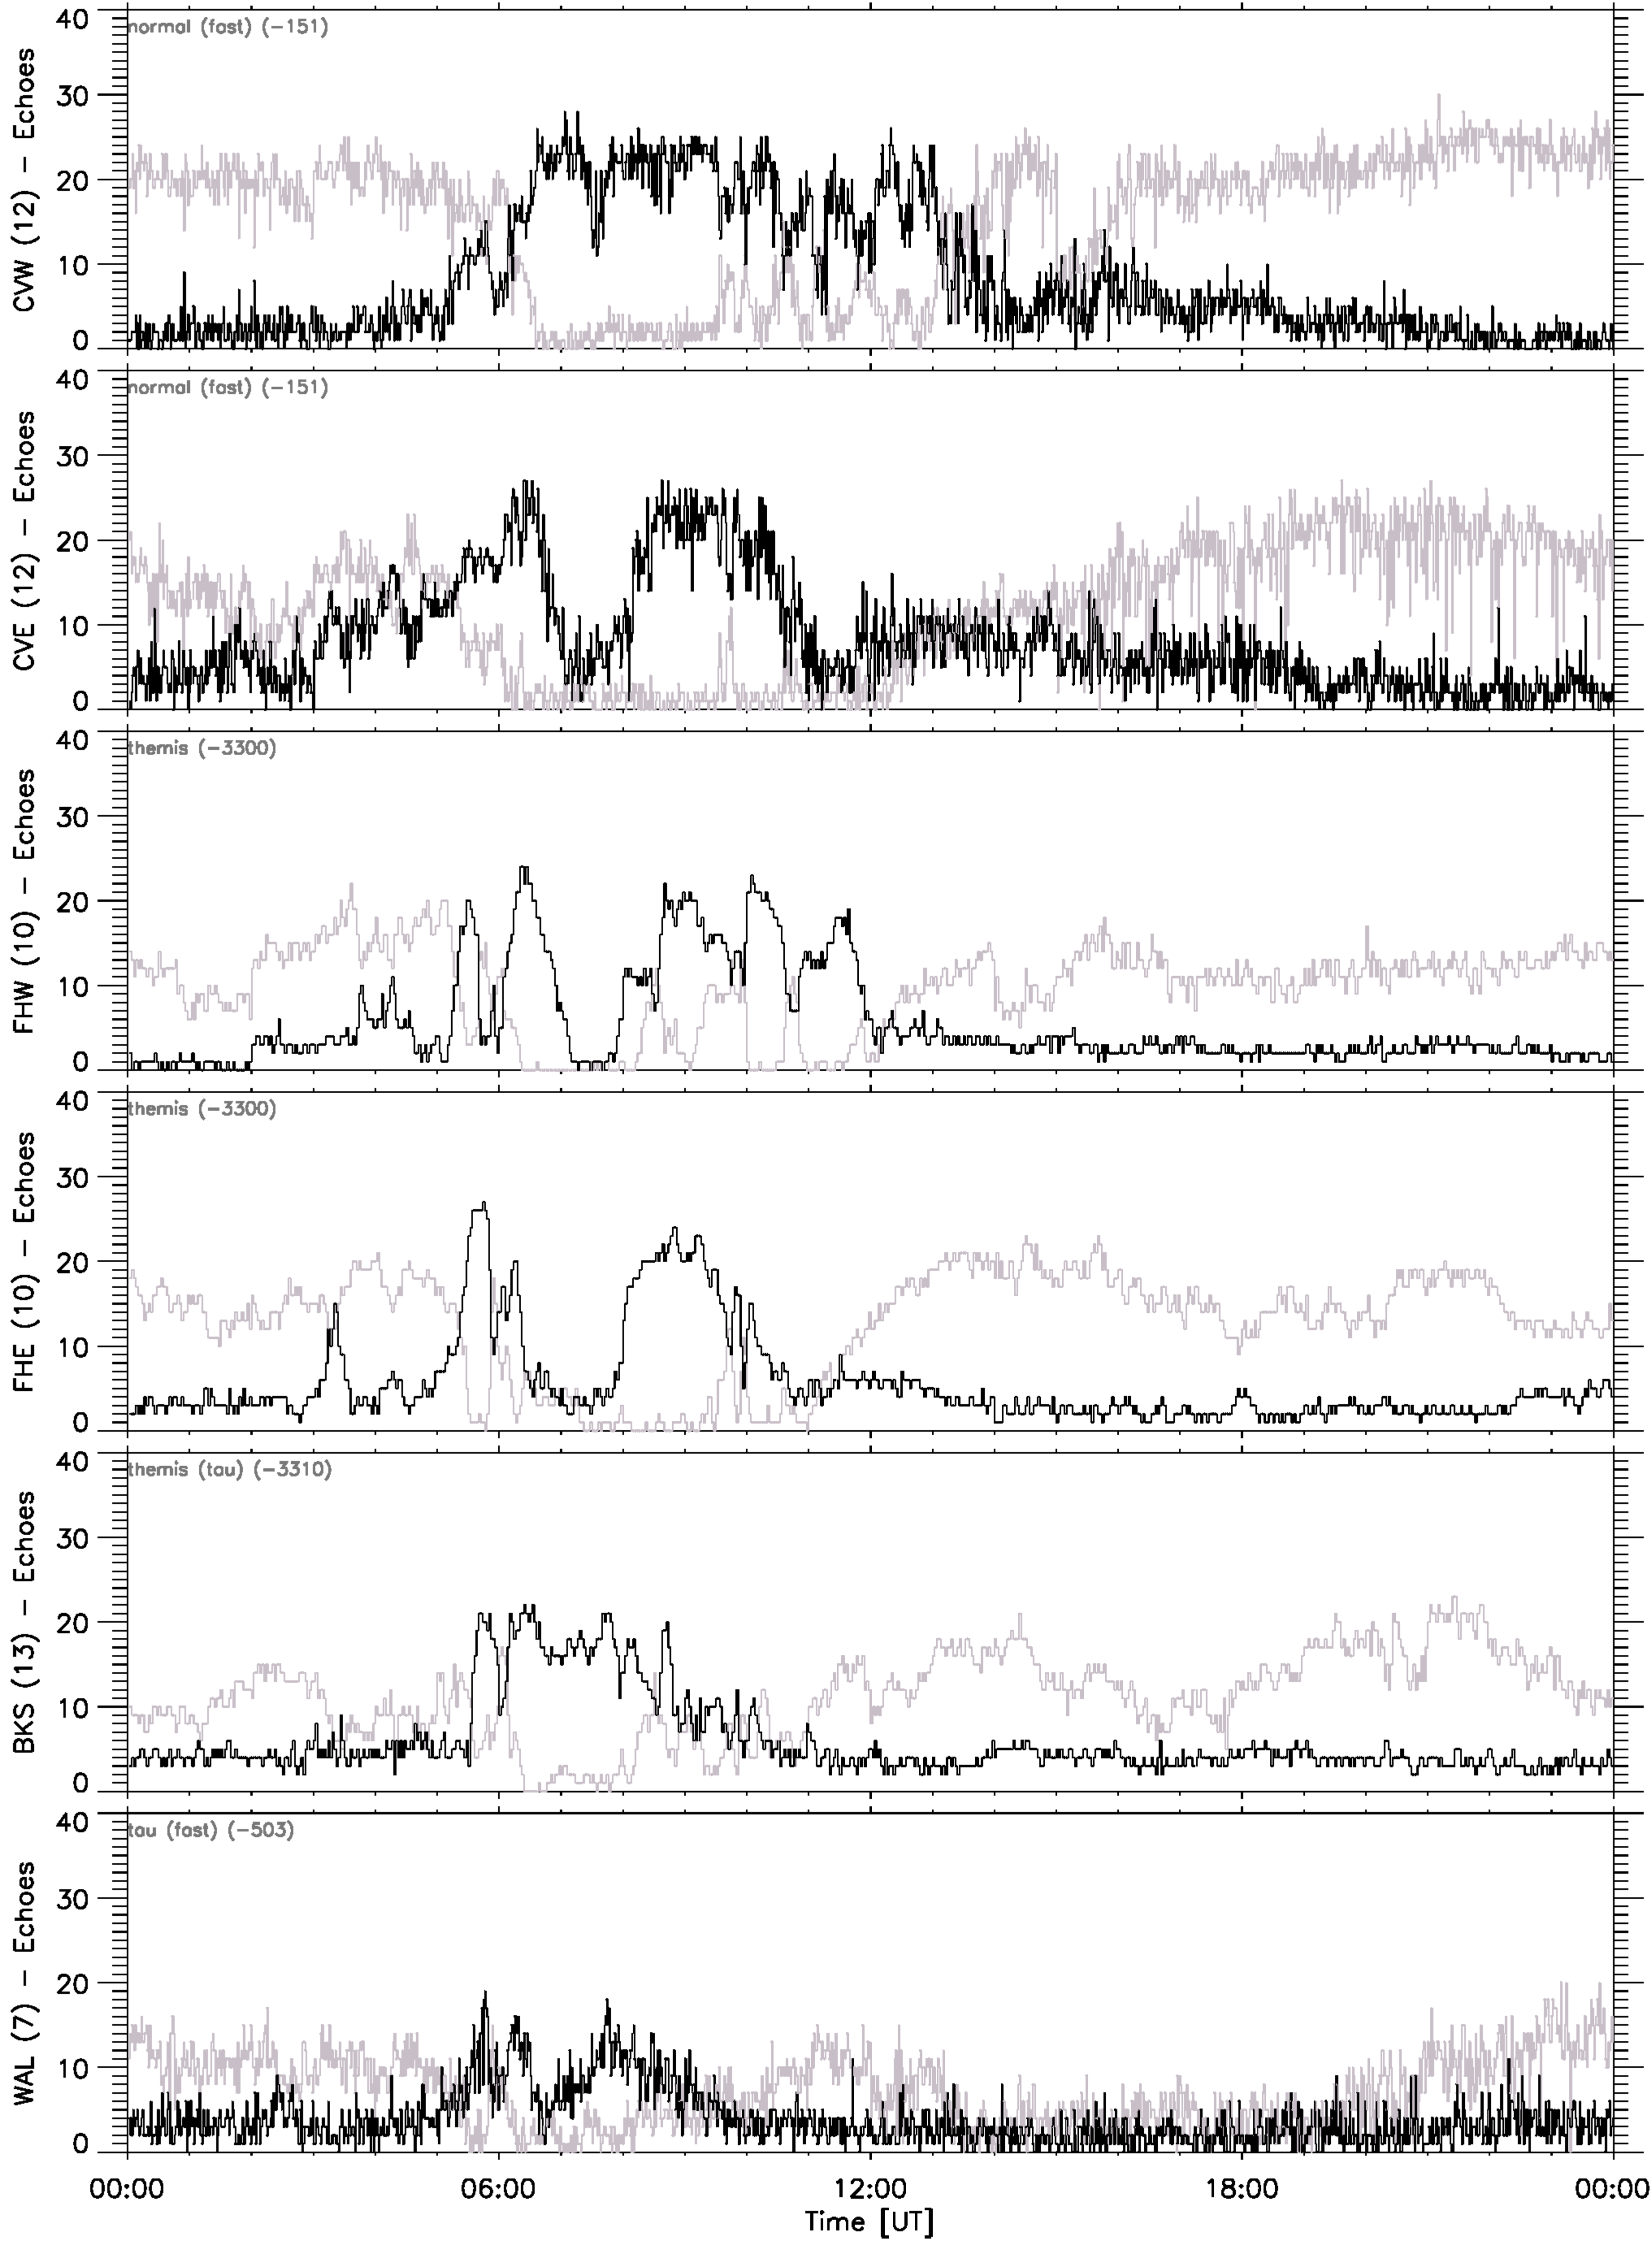 CVW (12) - Echoes
normal (fast) (-151)
40
30
20
10
0
CVE (12) - Echoes
normal (fast) (-151)
40
30
20
10
0
FHW (10) - Echoes
themis (-3300)
40
30
20
10
0
FHE (10) - Echoes
themis (-3300)
40
30
20
10
0
BKS (13) - Echoes
themis (tau) (-3310)
40
30
20
10
0
WAL (7) - Echoes
tau (fast) (-503)
40
30
20
10
0
00:00 06:00 12:00 18:00 00:00
Time [UT]